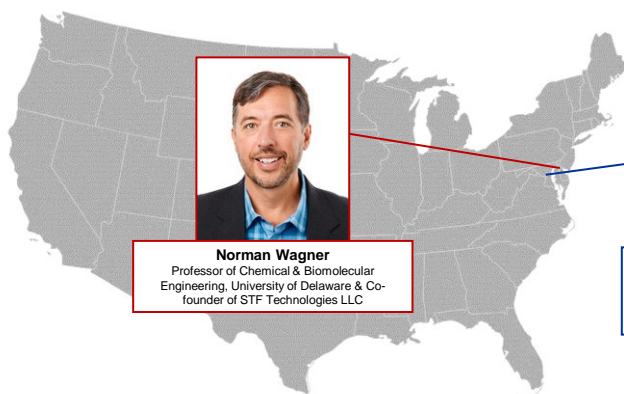 Norman Wagner
Professor of Chemical & Biomolecular
Engineering, University of Delaware & Co-
founder of STF Technologies LLC